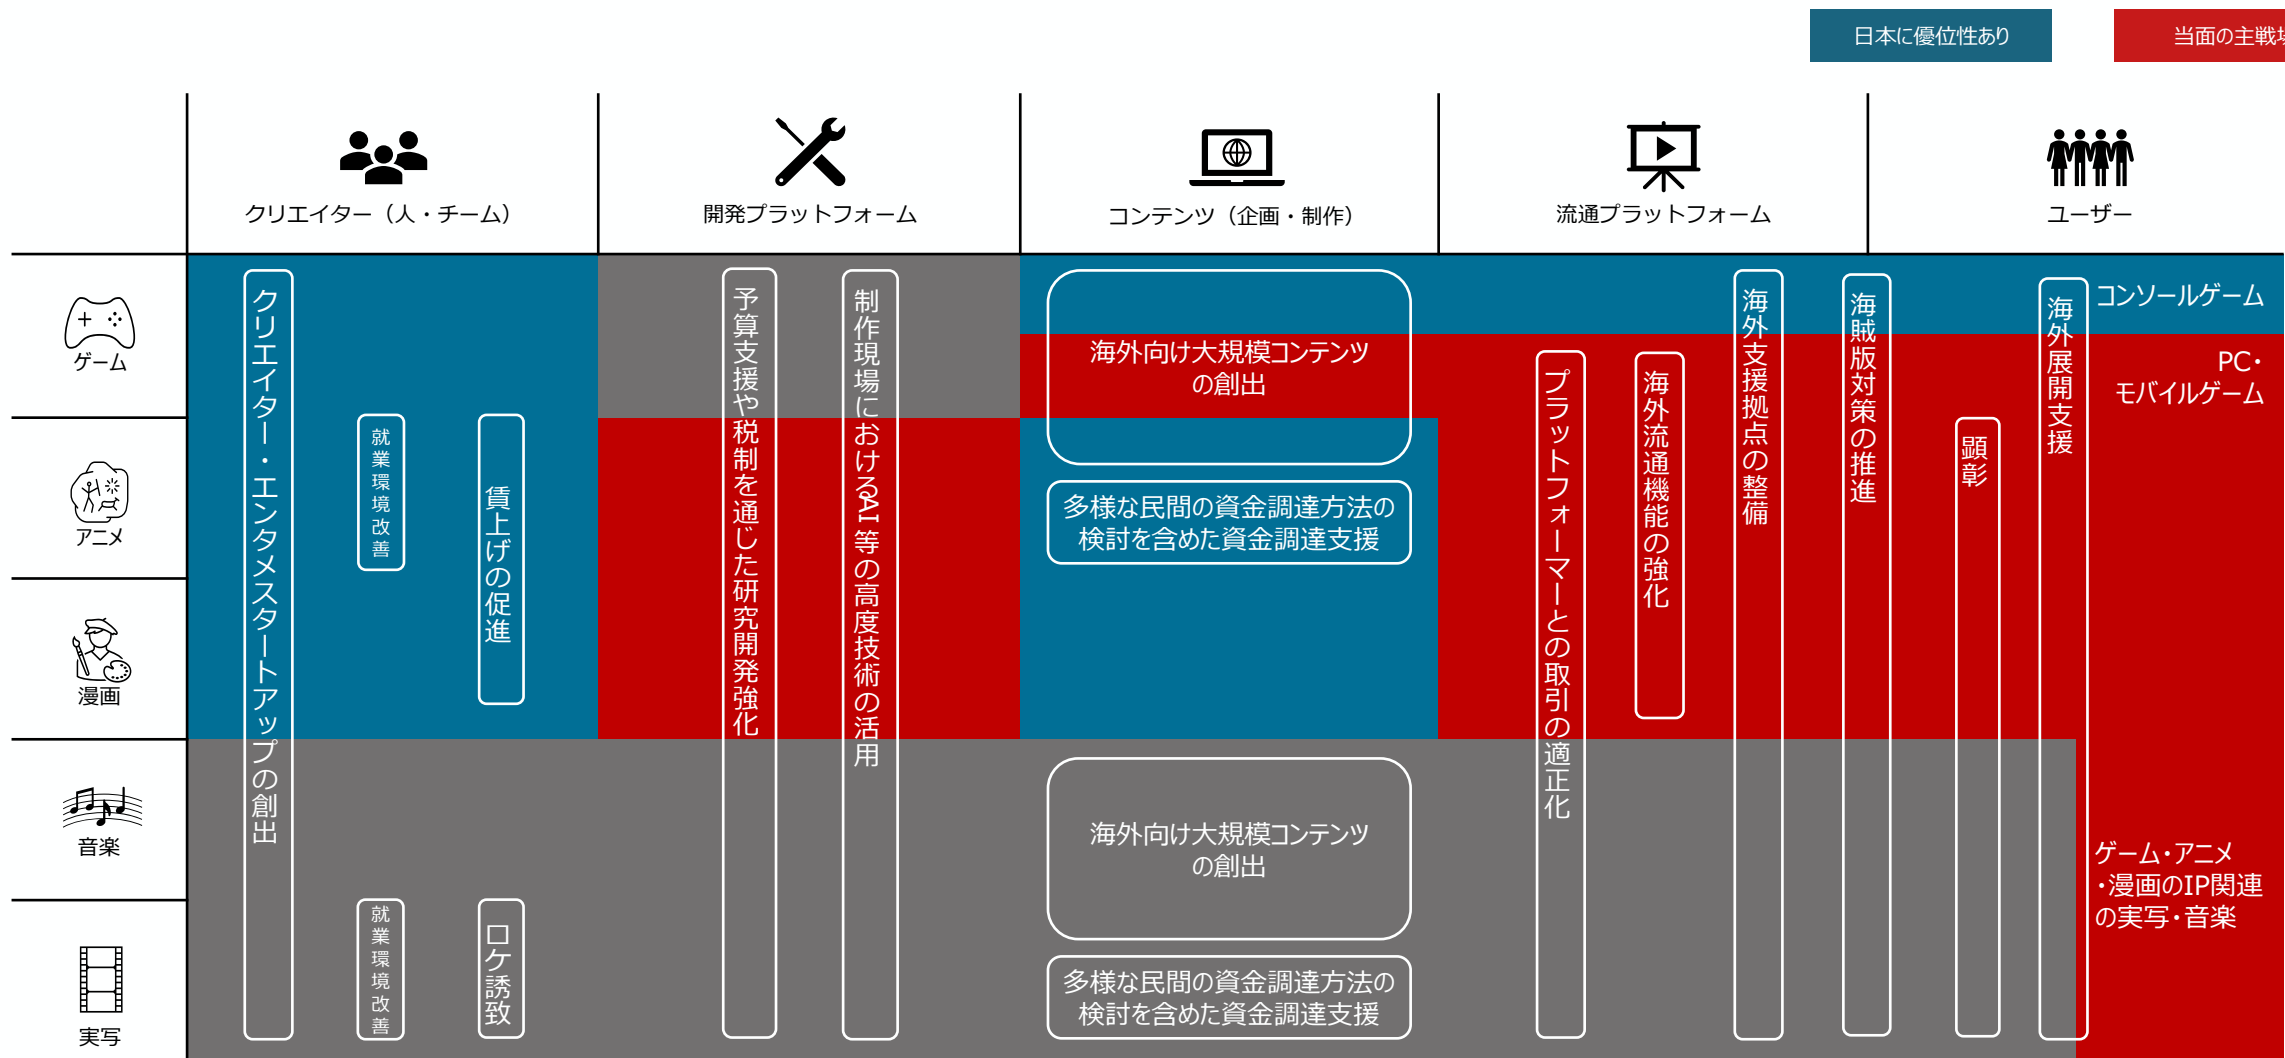 日本に優位性あり
当面の主戦場
クリエイター（人・チーム）
開発プラットフォーム
コンテンツ（企画・制作）
流通プラットフォーム
ユーザー
ゲーム
アニメ
漫画
音楽
実写
クリエイター・エンタメスタートアップの創出
就業環境改善
賃上げの促進
就業環境改善
ロケ誘致
予算支援や税制を通じた研究開発強化
制作現場におけるAI等の高度技術の活用
海外向け大規模コンテンツ
の創出
多様な民間の資金調達方法の
検討を含めた資金調達支援
海外向け大規模コンテンツ
の創出
多様な民間の資金調達方法の
検討を含めた資金調達支援
プラットフォーマーとの取引の適正化
海外流通機能の強化
海外支援拠点の整備
海賊版対策の推進
顕彰
海外展開支援
コンソールゲーム
PC・
モバイルゲーム
ゲーム・アニメ
・漫画のIP関連
の実写・音楽